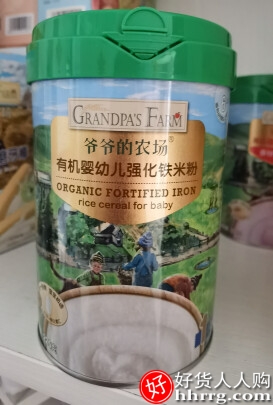 GRANDPA'S FARM
爷爷的农场®
有机婴幼儿强化铁米粉
ORGANIC FORTIFIED IRON
rice cereal for baby
好 好货人人购
hhrrg.com